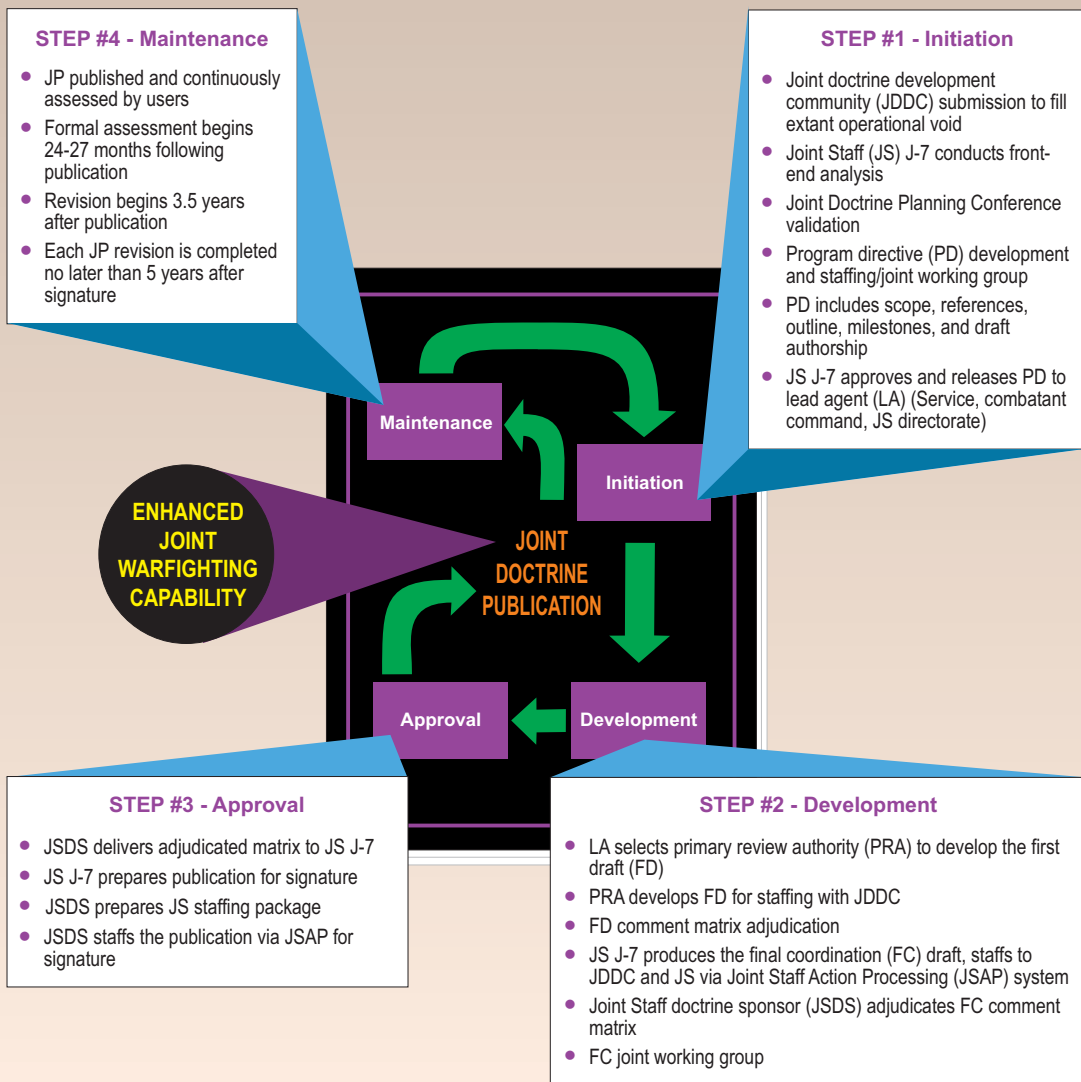 STEP #4 - Maintenance
• JP published and continuously
assessed by users
• Formal assessment begins
24-27 months following
publication
• Revision begins 3.5 years
after publication
• Each JP revision is completed
no later than 5 years after
signature
STEP #1 - Initiation
• Joint doctrine development
community (JDDC) submission to fill
extant operational void
• Joint Staff (JS) J-7 conducts front-
end analysis
• Joint Doctrine Planning Conference
validation
• Program directive (PD) development
and staffing/joint working group
• PD includes scope, references,
outline, milestones, and draft
authorship
• JS J-7 approves and releases PD to
lead agent (LA) (Service, combatant
command, JS directorate)
Maintenance
Initiation
ENHANCED
JOINT
WARFIGHTING
CAPABILITY
JOINT
DOCTRINE
PUBLICATION
Approval
Development
STEP #3 - Approval
• JSDS delivers adjudicated matrix to JS J-7
• JS J-7 prepares publication for signature
• JSDS prepares JS staffing package
• JSDS staffs the publication via JSAP for
signature
STEP #2 - Development
• LA selects primary review authority (PRA) to develop the first
draft (FD)
• PRA develops FD for staffing with JDDC
• FD comment matrix adjudication
• JS J-7 produces the final coordination (FC) draft, staffs to
JDDC and JS via Joint Staff Action Processing (JSAP) system
• Joint Staff doctrine sponsor (JSDS) adjudicates FC comment
matrix
• FC joint working group